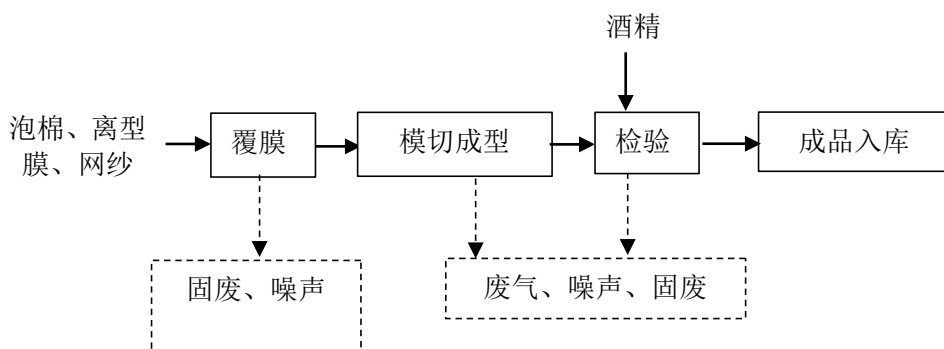 酒精
泡棉、离型
膜、网纱
覆膜
模切成型
检验
成品入库
固废、噪声
废气、噪声、固废